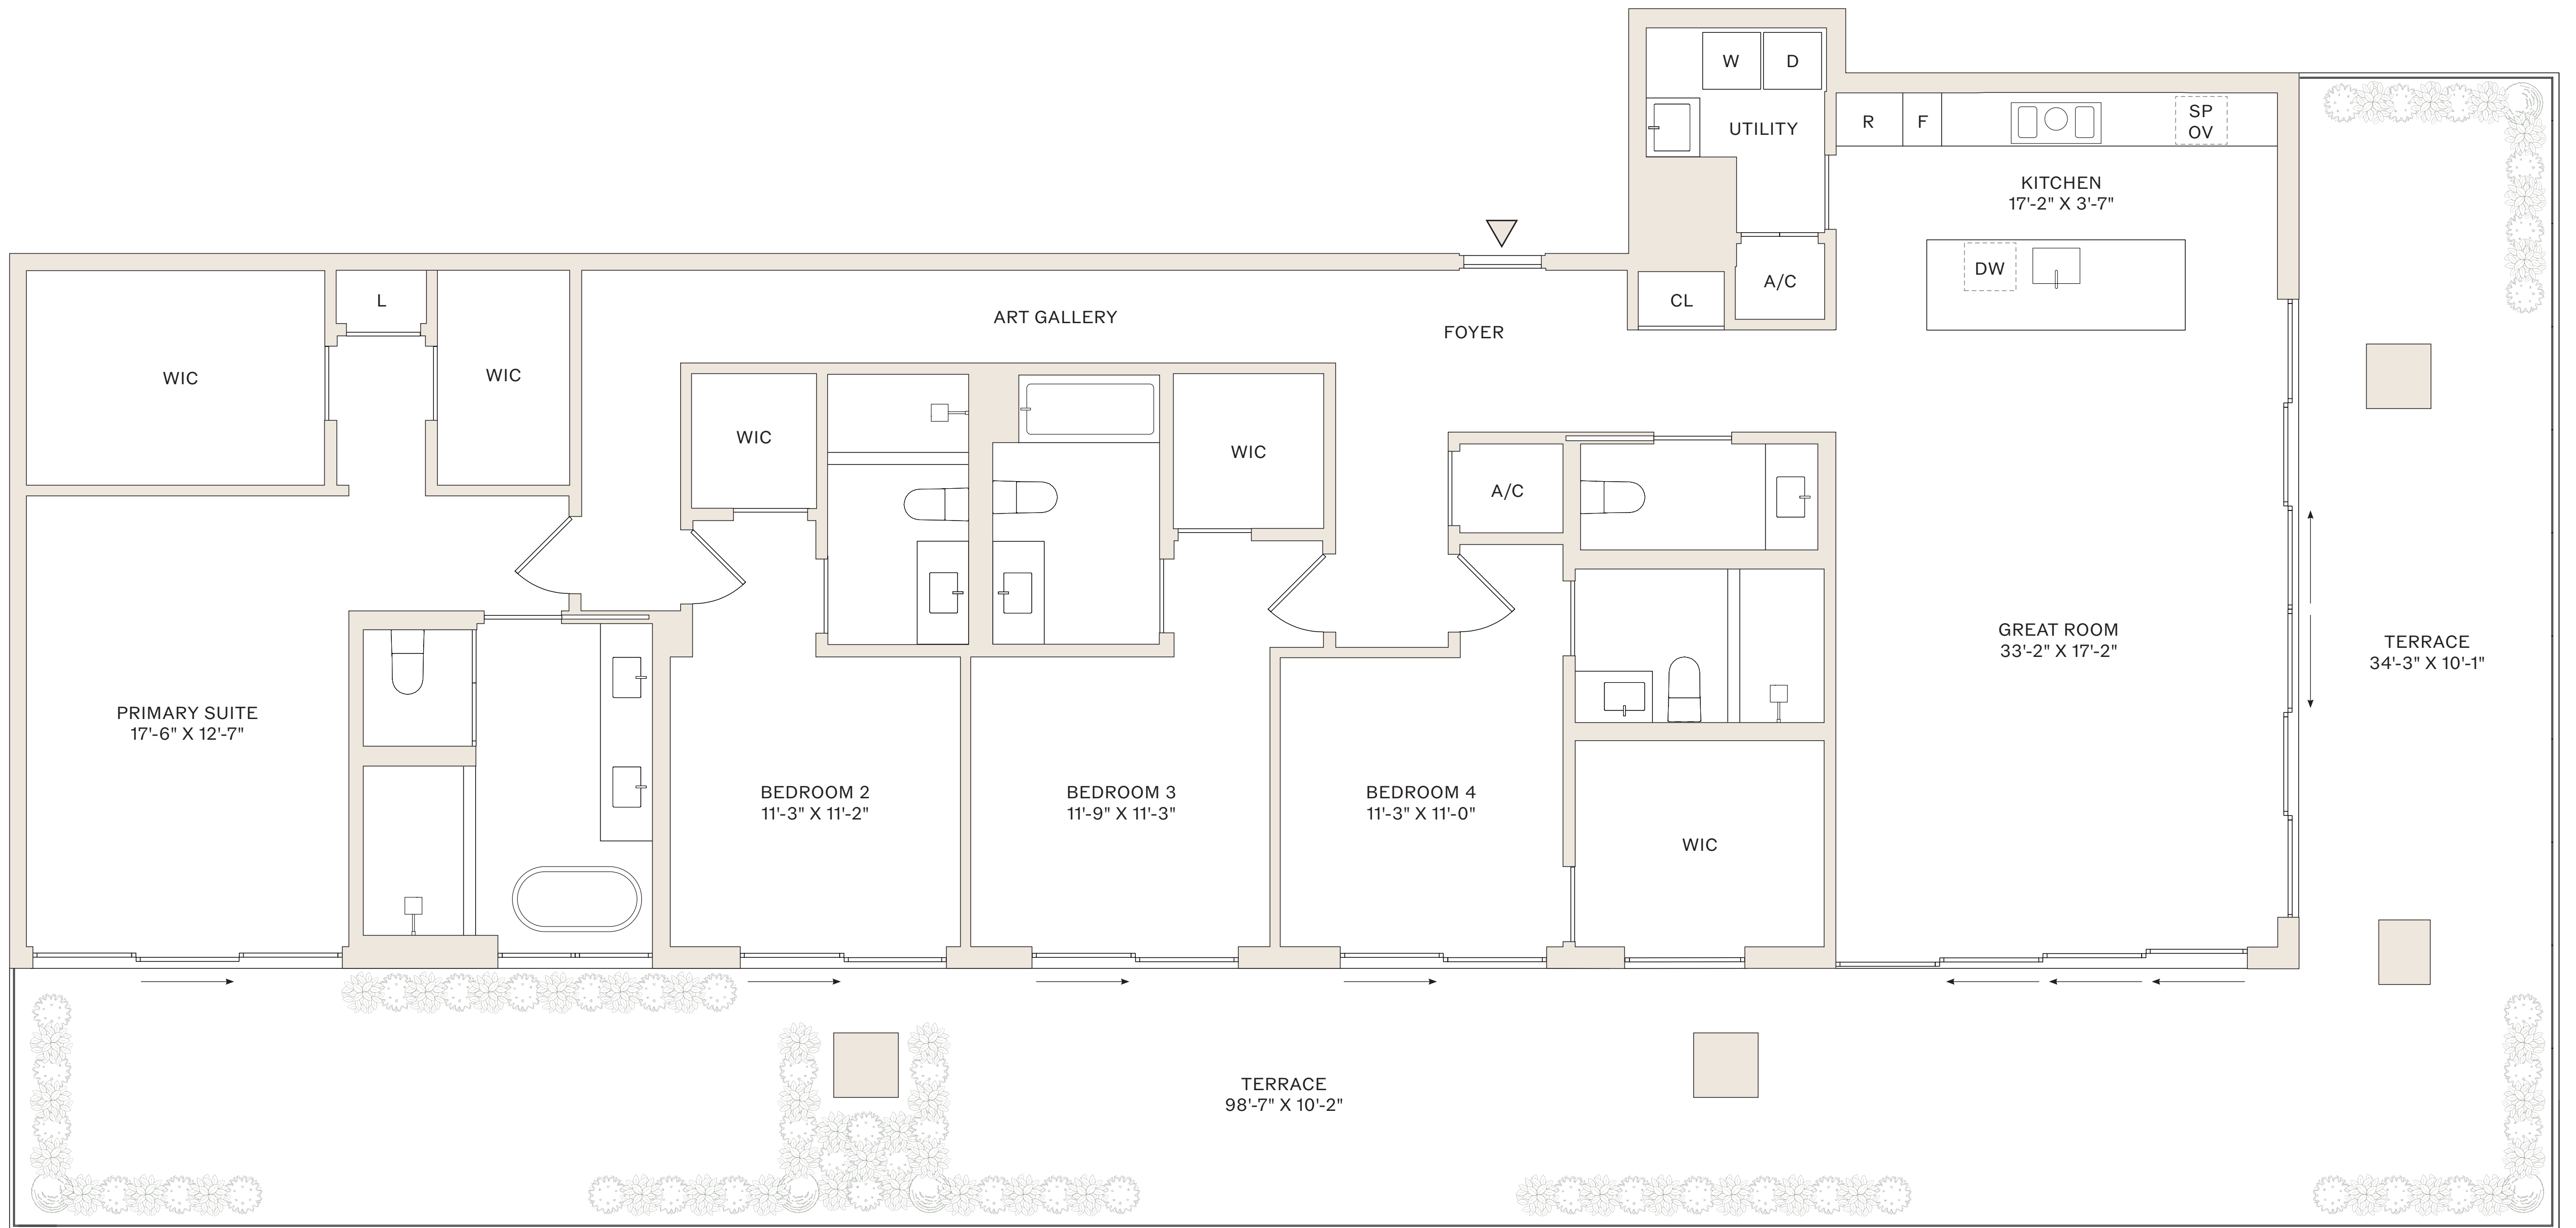 W
D
UTILITY
R
F
SP
OV
KITCHEN
17'-2" X 3'-7"
DW
A/C
CL
L
WIC
WIC
ART GALLERY
FOYER
WIC
WIC
A/C
GREAT ROOM
33'-2" X 17'-2"
TERRACE
34'-3" X 10'-1"
PRIMARY SUITE
17'-6" X 12'-7"
BEDROOM 2
11'-3" X 11'-2"
BEDROOM 3
11'-9" X 11'-3"
BEDROOM 4
11'-3" X 11'-0"
WIC
TERRACE
98'-7" X 10'-2"